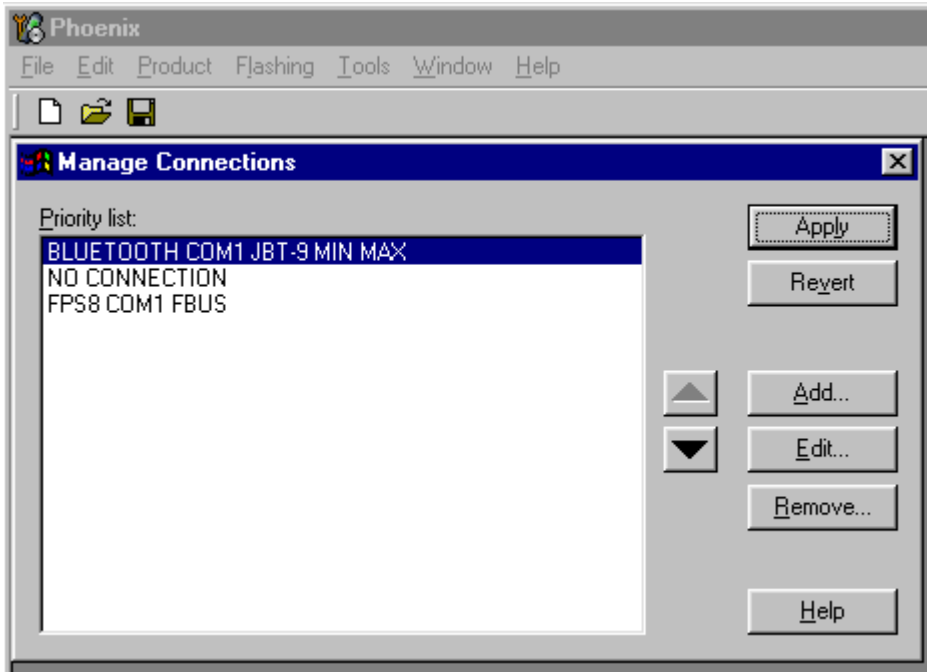 Phoenix
File Edit Product Flashing Tools Window Help
Manage Connections
Priority list:
BLUETOOTH COM1 JBT-9 MIN MAX
NO CONNECTION
FPS8 COM1 FBUS
Apply
Revert
Add...
Edit...
Remove...
Help